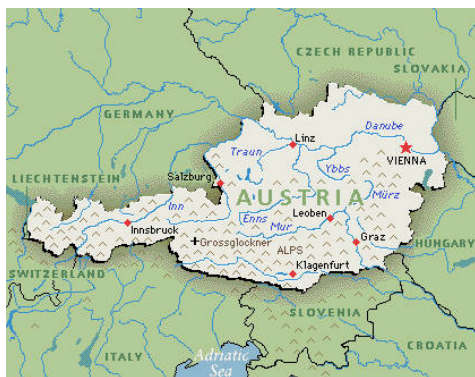 CZECH REPUBLIC
SLOVAKIA
GERMANY
Danube
Linz
Traun
VIENNA
Ybbs
LIECHTENSTEIN
Salzburg
AUSTRIA
Mürz
Inn
Enns
Leoben
Mur
Innsbruck
Grossglockner
ALPS
Graz
HUNGARY
SWITZERLAND
Klagenfurt
SLOVENIA
CROATIA
ITALY
Adriatic
Sea